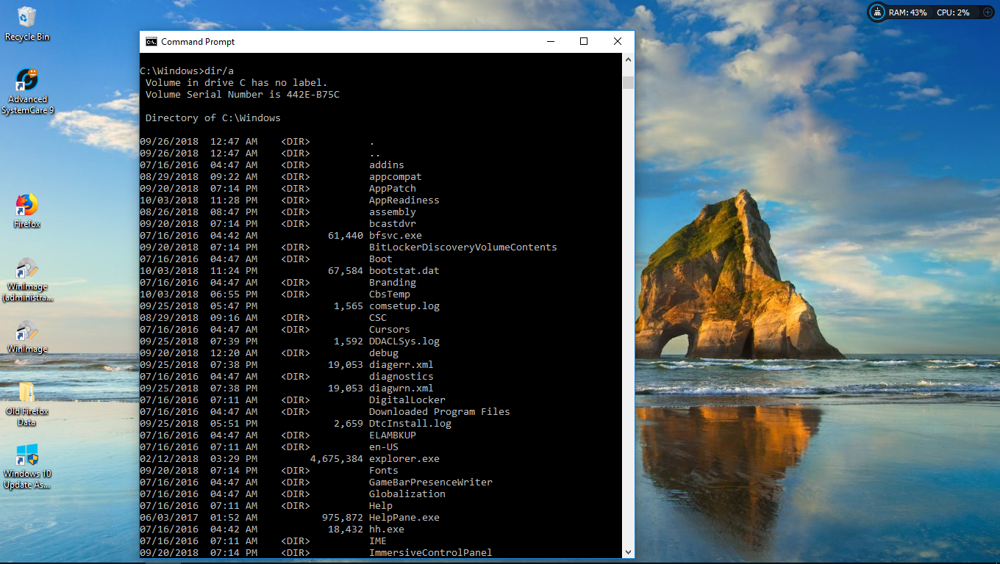 Recycle Bin
Advanced
SystemCare 9
Firefox
WinImage
(administra...
WinImage
Old Firefox
Data
Windows 10
Update As...
RAM: 43% CPU: 2%
Command Prompt
C:\Windows>dir/a
Volume in drive C has no label.
Volume Serial Number is 442E-B75C
Directory of C:\Windows
09/26/2018 12:47 AM <DIR> .
09/26/2018 12:47 AM <DIR> ..
07/16/2016 04:47 AM <DIR> addins
08/29/2018 09:22 AM <DIR> appcompat
09/20/2018 07:14 PM <DIR> AppPatch
10/03/2018 11:28 PM <DIR> AppReadiness
08/26/2018 08:47 PM <DIR> assembly
09/20/2018 07:14 PM <DIR> bcastdvr
07/16/2016 04:42 AM 61,440 bfsvc.exe
09/20/2018 07:14 PM <DIR> BitLockerDiscoveryVolumeContents
07/16/2016 04:47 AM <DIR> Boot
10/03/2018 11:24 PM 67,584 bootstat.dat
07/16/2016 04:47 AM <DIR> Branding
10/03/2018 06:55 PM <DIR> CbsTemp
09/25/2018 05:47 PM 1,565 comsetup.log
08/29/2018 09:16 AM <DIR> CSC
07/16/2016 04:47 AM <DIR> Cursors
09/25/2018 07:39 PM 1,592 DDACLSys.log
09/20/2018 12:20 AM <DIR> debug
09/25/2018 07:38 PM 19,053 diagerr.xml
07/16/2016 04:47 AM <DIR> diagnostics
09/25/2018 07:38 PM 19,053 diagwrn.xml
07/16/2016 07:11 AM <DIR> DigitalLocker
07/16/2016 04:47 AM <DIR> Downloaded Program Files
09/25/2018 05:51 PM 2,659 DtcInstall.log
07/16/2016 04:47 AM <DIR> ELAMBKUP
07/16/2016 07:11 AM <DIR> en-US
02/12/2018 03:29 PM 4,675,384 explorer.exe
09/20/2018 07:14 PM <DIR> Fonts
07/16/2016 04:47 AM <DIR> GameBarPresenceWriter
07/16/2016 04:47 AM <DIR> Globalization
07/16/2016 07:11 AM <DIR> Help
06/03/2017 01:52 AM 975,872 HelpPane.exe
07/16/2016 04:42 AM 18,432 hh.exe
07/16/2016 07:11 AM <DIR> IME
09/20/2018 07:14 PM <DIR> ImmersiveControlPanel